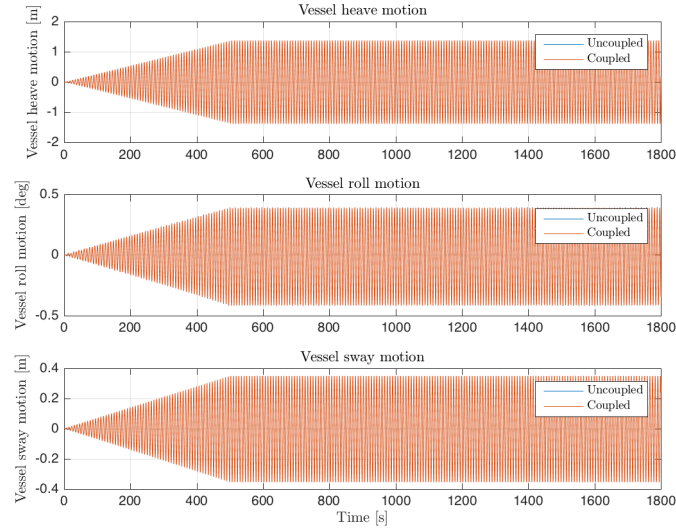 Vessel heave motion
Vessel heave motion [m]
2
1
0
-1
-2
0 200 400 600 800 1000 1200 1400 1600 1800
Uncoupled
Coupled
Vessel roll motion
Vessel roll motion [deg]
0.5
0
-0.5
0 200 400 600 800 1000 1200 1400 1600 1800
Uncoupled
Coupled
Vessel sway motion
Vessel sway motion [m]
0.4
0.2
0
-0.2
-0.4
0 200 400 600 800 1000 1200 1400 1600 1800
Uncoupled
Coupled
Time [s]